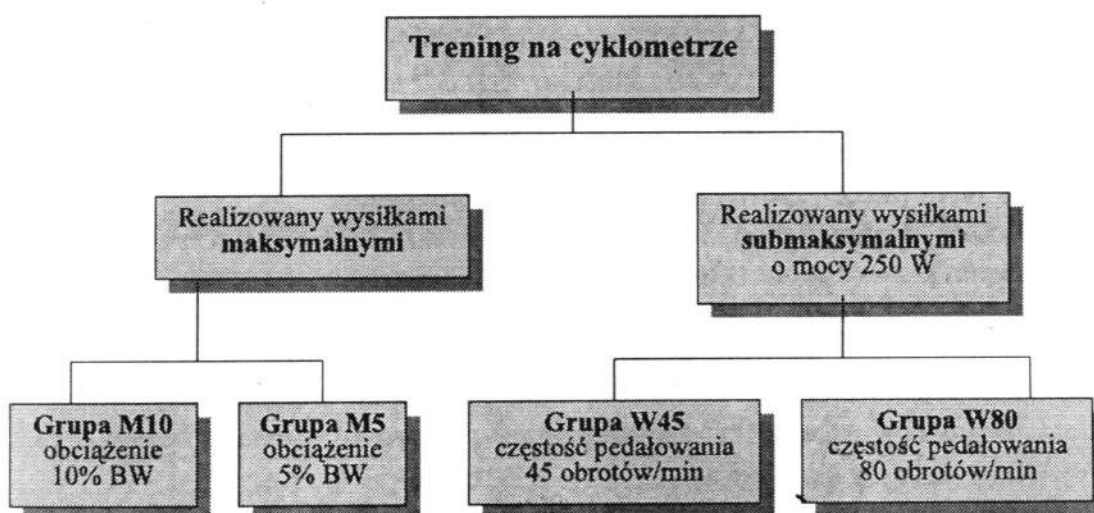 Trening na cyklometrze
Realizowany wysiłkami
maksymalnymi
Realizowany wysiłkami
submaksymalnymi
o mocy 250 W
Grupa M10
obciążenie
10% BW
Grupa M5
obciążenie
5% BW
Grupa W45
częstość pedałowania
45 obrotów/min
Grupa W80
częstość pedałowania
80 obrotów/min